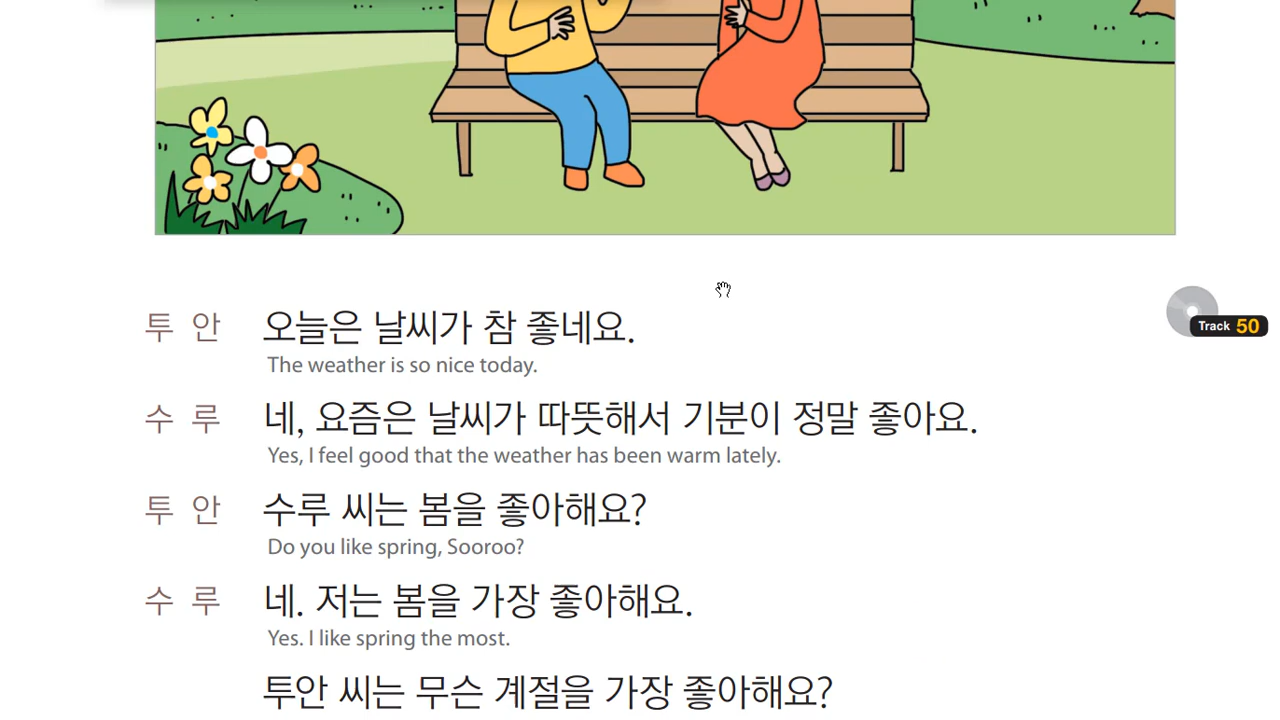 Track 50
투 안 오늘은 날씨가 참 좋네요.
The weather is so nice today.
수 루 네, 요즘은 날씨가 따뜻해서 기분이 정말 좋아요.
Yes, I feel good that the weather has been warm lately.
투 안 수루 씨는 봄을 좋아해요?
Do you like spring, Sooroo?
수 루 네. 저는 봄을 가장 좋아해요.
Yes. I like spring the most.
투안 씨는 무슨 계절을 가장 좋아해요?